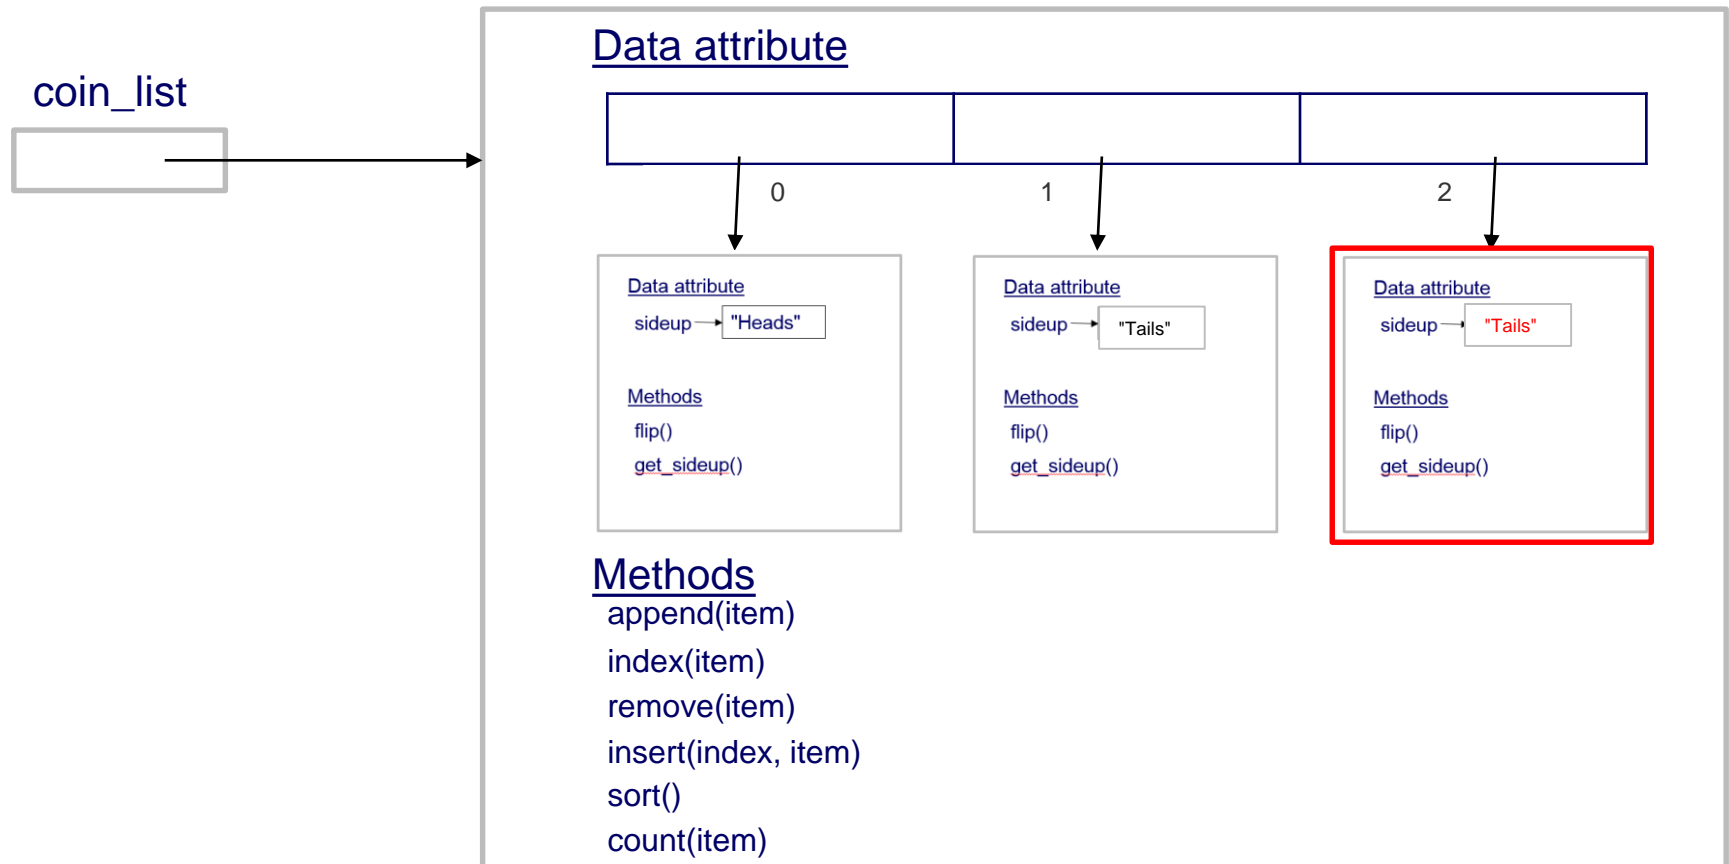 Data attribute
coin_list
0 1 2
Data attribute
sideup "Heads"
Methods
flip()
get_sideup()
Data attribute
sideup "Tails"
Methods
flip()
get_sideup()
Data attribute
sideup "Tails"
Methods
flip()
get_sideup()
Methods
append(item)
index(item)
remove(item)
insert(index, item)
sort()
count(item)